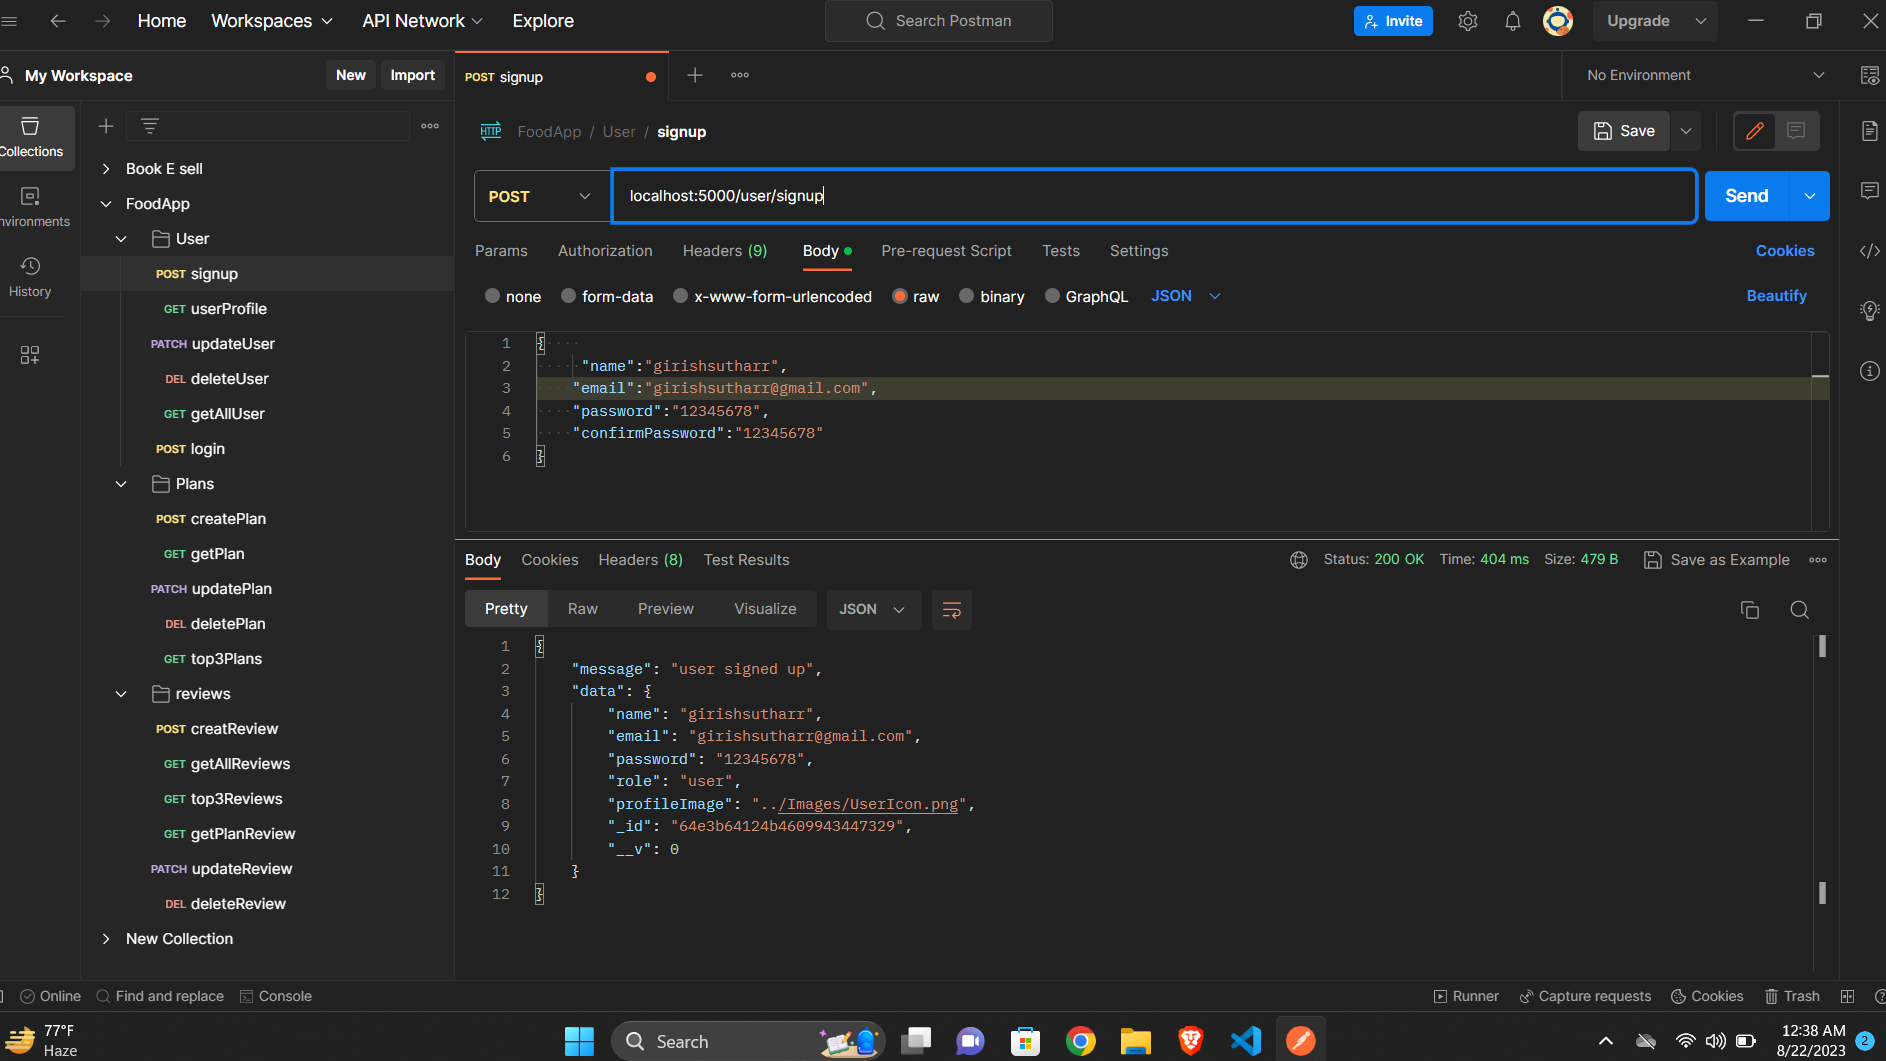 Home Workspaces API Network Explore Search Postman Invite Upgrade
My Workspace New Import POST signup No Environment
Collections
nvironments
History
Book E sell
FoodApp
User
POST signup
GET userProfile
PATCH updateUser
DEL deleteUser
GET getAllUser
POST login
Plans
POST createPlan
GET getPlan
PATCH updatePlan
DEL deletePlan
GET top3Plans
reviews
POST creatReview
GET getAllReviews
GET top3Reviews
GET getPlanReview
PATCH updateReview
DEL deleteReview
New Collection
HTTP FoodApp / User / signup Save
POST localhost:5000/user/signup Send
Params Authorization Headers (9) Body Pre-request Script Tests Settings Cookies
none form-data x-www-form-urlencoded raw binary GraphQL JSON Beautify
1 {
2 "name":"girishsutharr",
3 "email":"girishsutharr@gmail.com",
4 "password":"12345678",
5 "confirmPassword":"12345678"
6 }
Body Cookies Headers (8) Test Results Status: 200 OK Time: 404 ms Size: 479 B Save as Example
Pretty Raw Preview Visualize JSON
1 {
2 "message": "user signed up",
3 "data": {
4 "name": "girishsutharr",
5 "email": "girishsutharr@gmail.com",
6 "password": "12345678",
7 "role": "user",
8 "profileImage": "../Images/UserIcon.png",
9 "_id": "64e3b64124b4609943447329",
10 "__v": 0
11 }
12 }
Online Find and replace Console Runner Capture requests Cookies Trash
77°F
Haze
Search
12:38 AM
8/22/2023
2